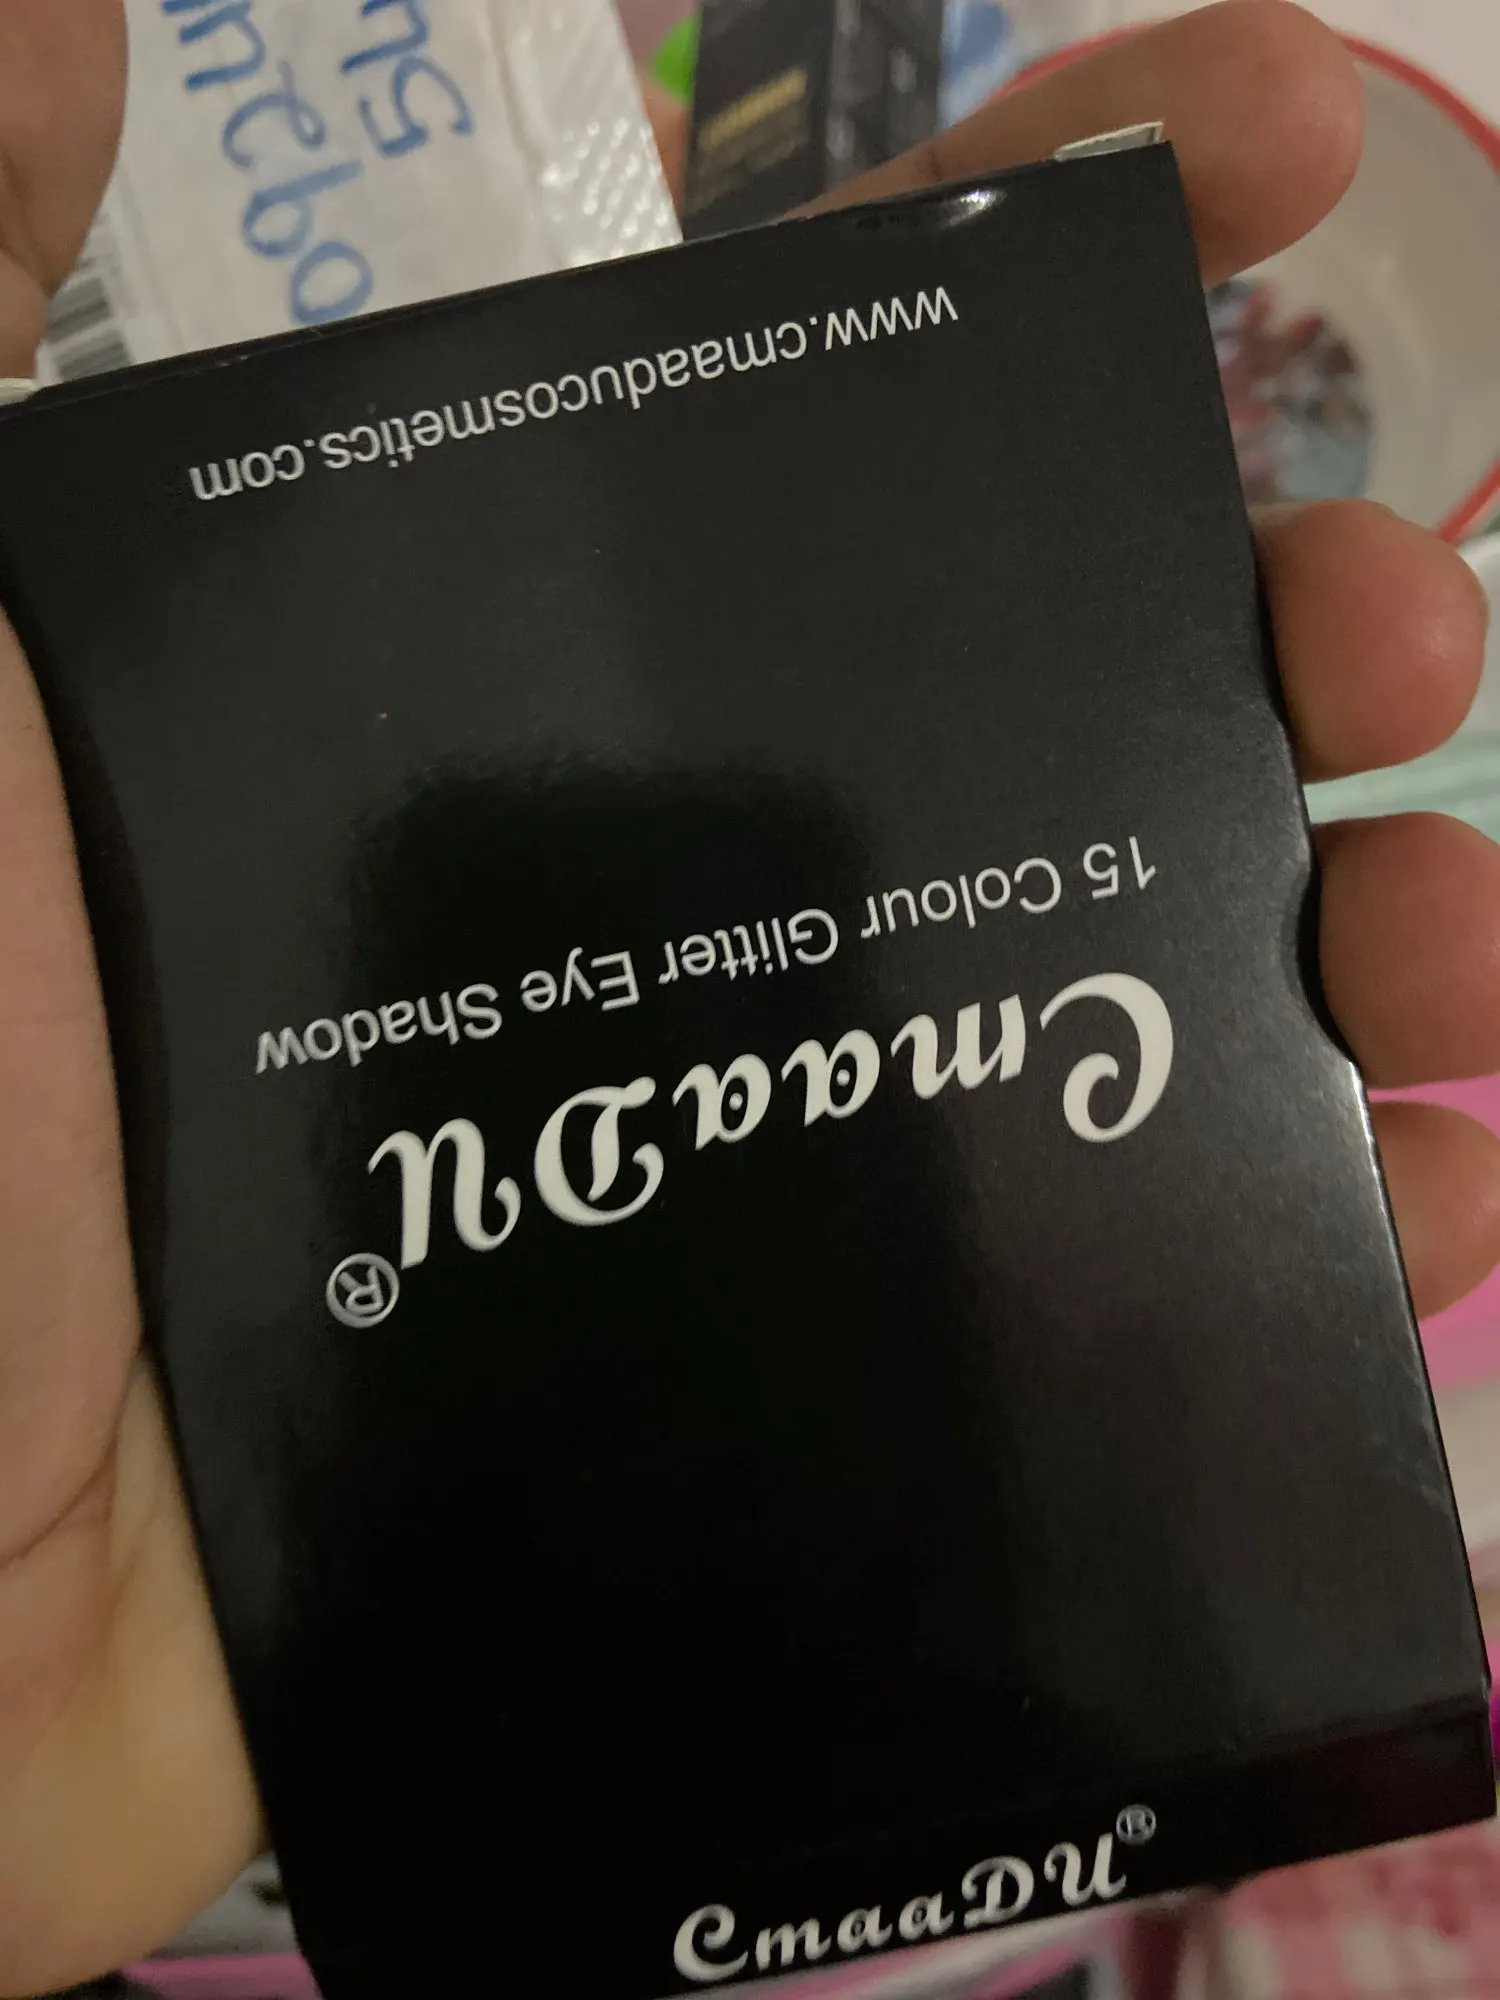 CmaaDU®
15 Colour Glitter Eye Shadow
www.cmaaducosmetics.com
CmaaDU®